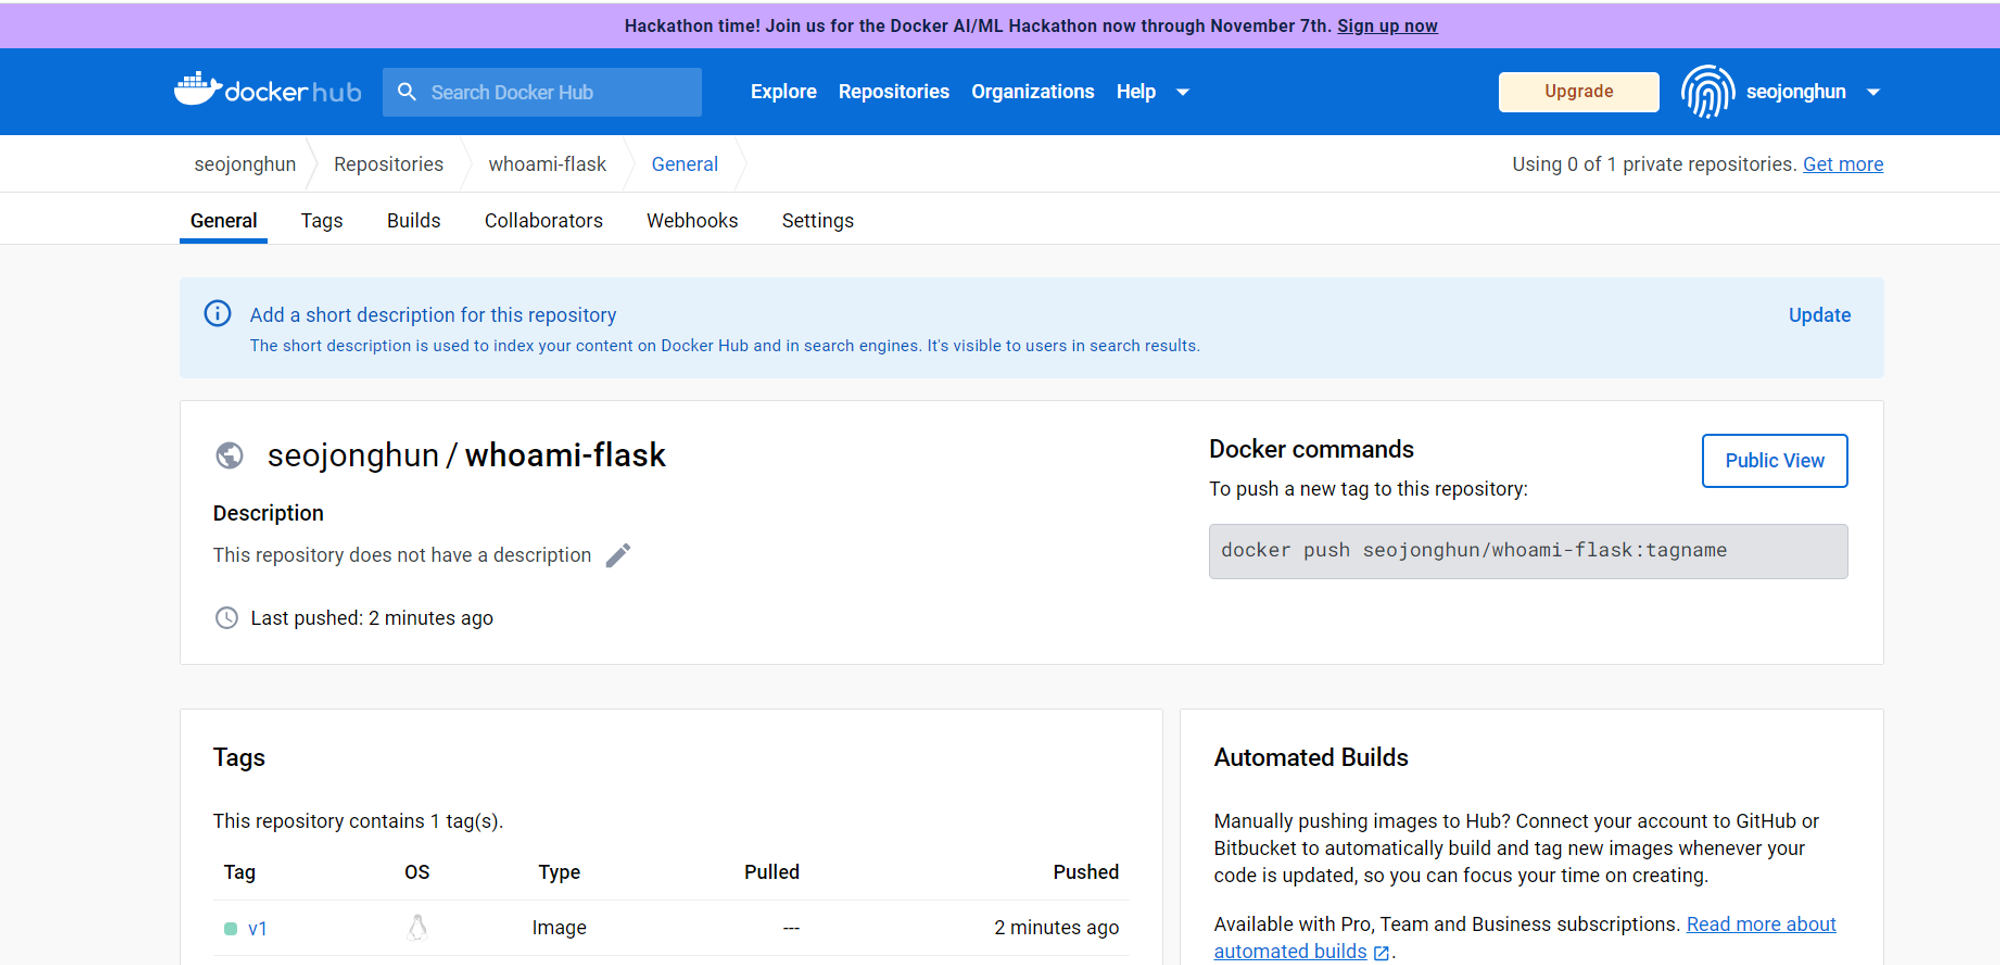 Hackathon time! Join us for the Docker AI/ML Hackathon now through November 7th. Sign up now
docker hub
Search Docker Hub
Explore
Repositories
Organizations
Help
Upgrade
seojonghun
seojonghun
Repositories
whoami-flask
General
Using 0 of 1 private repositories. Get more
General
Tags
Builds
Collaborators
Webhooks
Settings
Add a short description for this repository
Update
The short description is used to index your content on Docker Hub and in search engines. It's visible to users in search results.
seojonghun / whoami-flask
Description
This repository does not have a description
Last pushed: 2 minutes ago
Docker commands
Public View
To push a new tag to this repository:
docker push seojonghun/whoami-flask:tagname
Tags
This repository contains 1 tag(s).
Tag OS Type Pulled Pushed
v1 Image --- 2 minutes ago
Automated Builds
Manually pushing images to Hub? Connect your account to GitHub or
Bitbucket to automatically build and tag new images whenever your
code is updated, so you can focus your time on creating.
Available with Pro, Team and Business subscriptions. Read more about
automated builds .